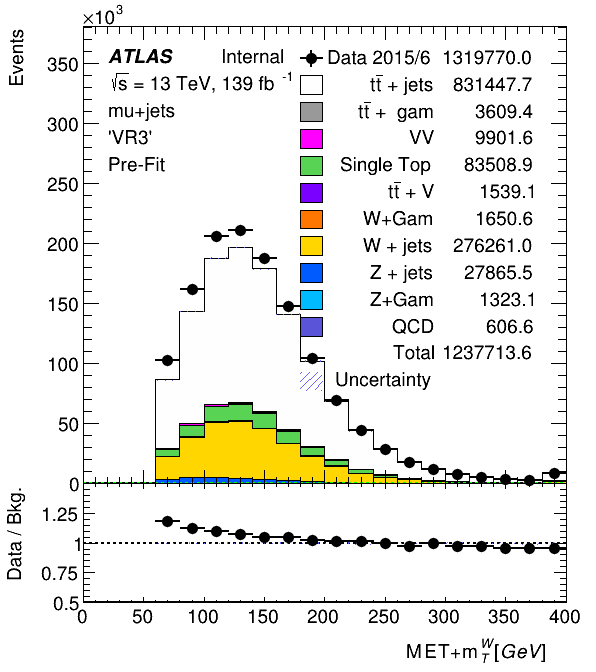 ×10³
Events
ATLAS Internal
√s = 13 TeV, 139 fb⁻¹
mu+jets
'VR3'
Pre-Fit
Data 2015/6 1319770.0
tt̄ + jets 831447.7
tt̄ + gam 3609.4
VV 9901.6
Single Top 83508.9
tt̄ + V 1539.1
W+Gam 1650.6
W + jets 276261.0
Z + jets 27865.5
Z+Gam 1323.1
QCD 606.6
Total 1237713.6
Uncertainty
350
300
250
200
150
100
50
0
Data / Bkg.
1.25
1
0.75
0.5
0 50 100 150 200 250 300 350 400
MET+m_T^W[GeV]